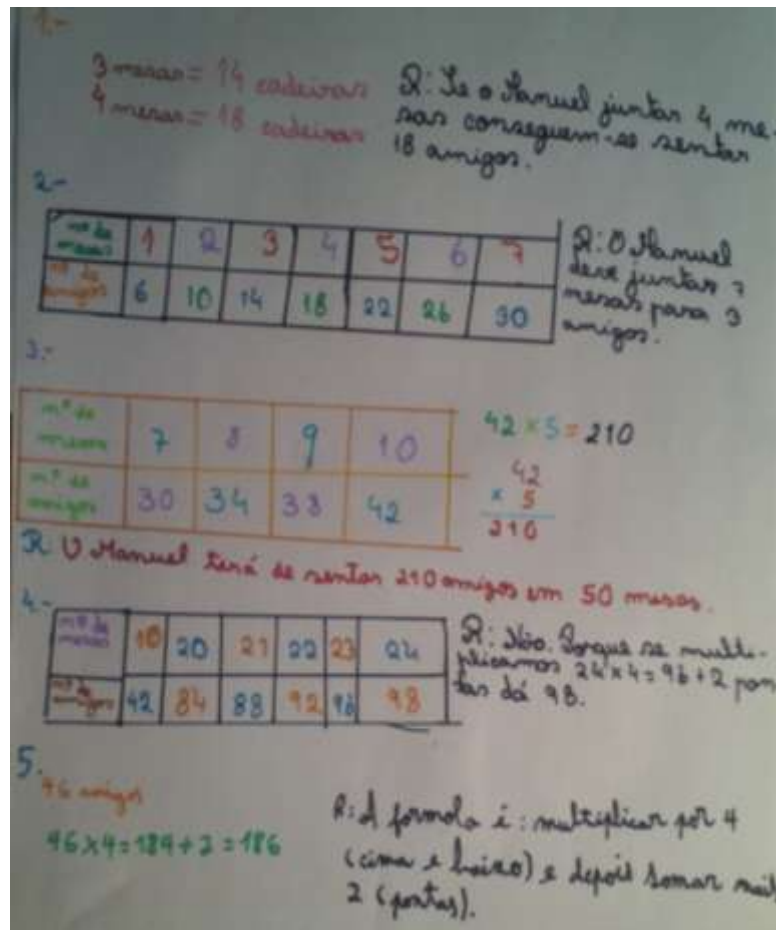 1.-
3 mesas = 14 cadeiras
4 mesas = 18 cadeiras
R: Se o Manuel juntar 4 me-
sas conseguem-se sentar
18 amigos.
2-
nº de mesas 1 2 3 4 5 6 7
nº de amigos 6 10 14 18 22 26 30
R: O Manuel
deve juntar 7
mesas para 3
amigos.
3.-
nº de mesas 7 8 9 10
nº de amigos 30 34 38 42
42 x 5 = 210
42
x 5
210
R: O Manuel terá de sentar 210 amigos em 50 mesas.
4.-
nº de mesas 10 20 21 22 23 24
nº de amigos 42 84 88 92 96 98
R: Não. Porque se multi-
plicamos 24 x 4 = 96 + 2 pon
tas dá 98.
5.
46 amigos
46 x 4 = 184 + 2 = 186
R: A formola é: multiplicar por 4
(cima e baixo) e depois somar mais
2 (pontas).